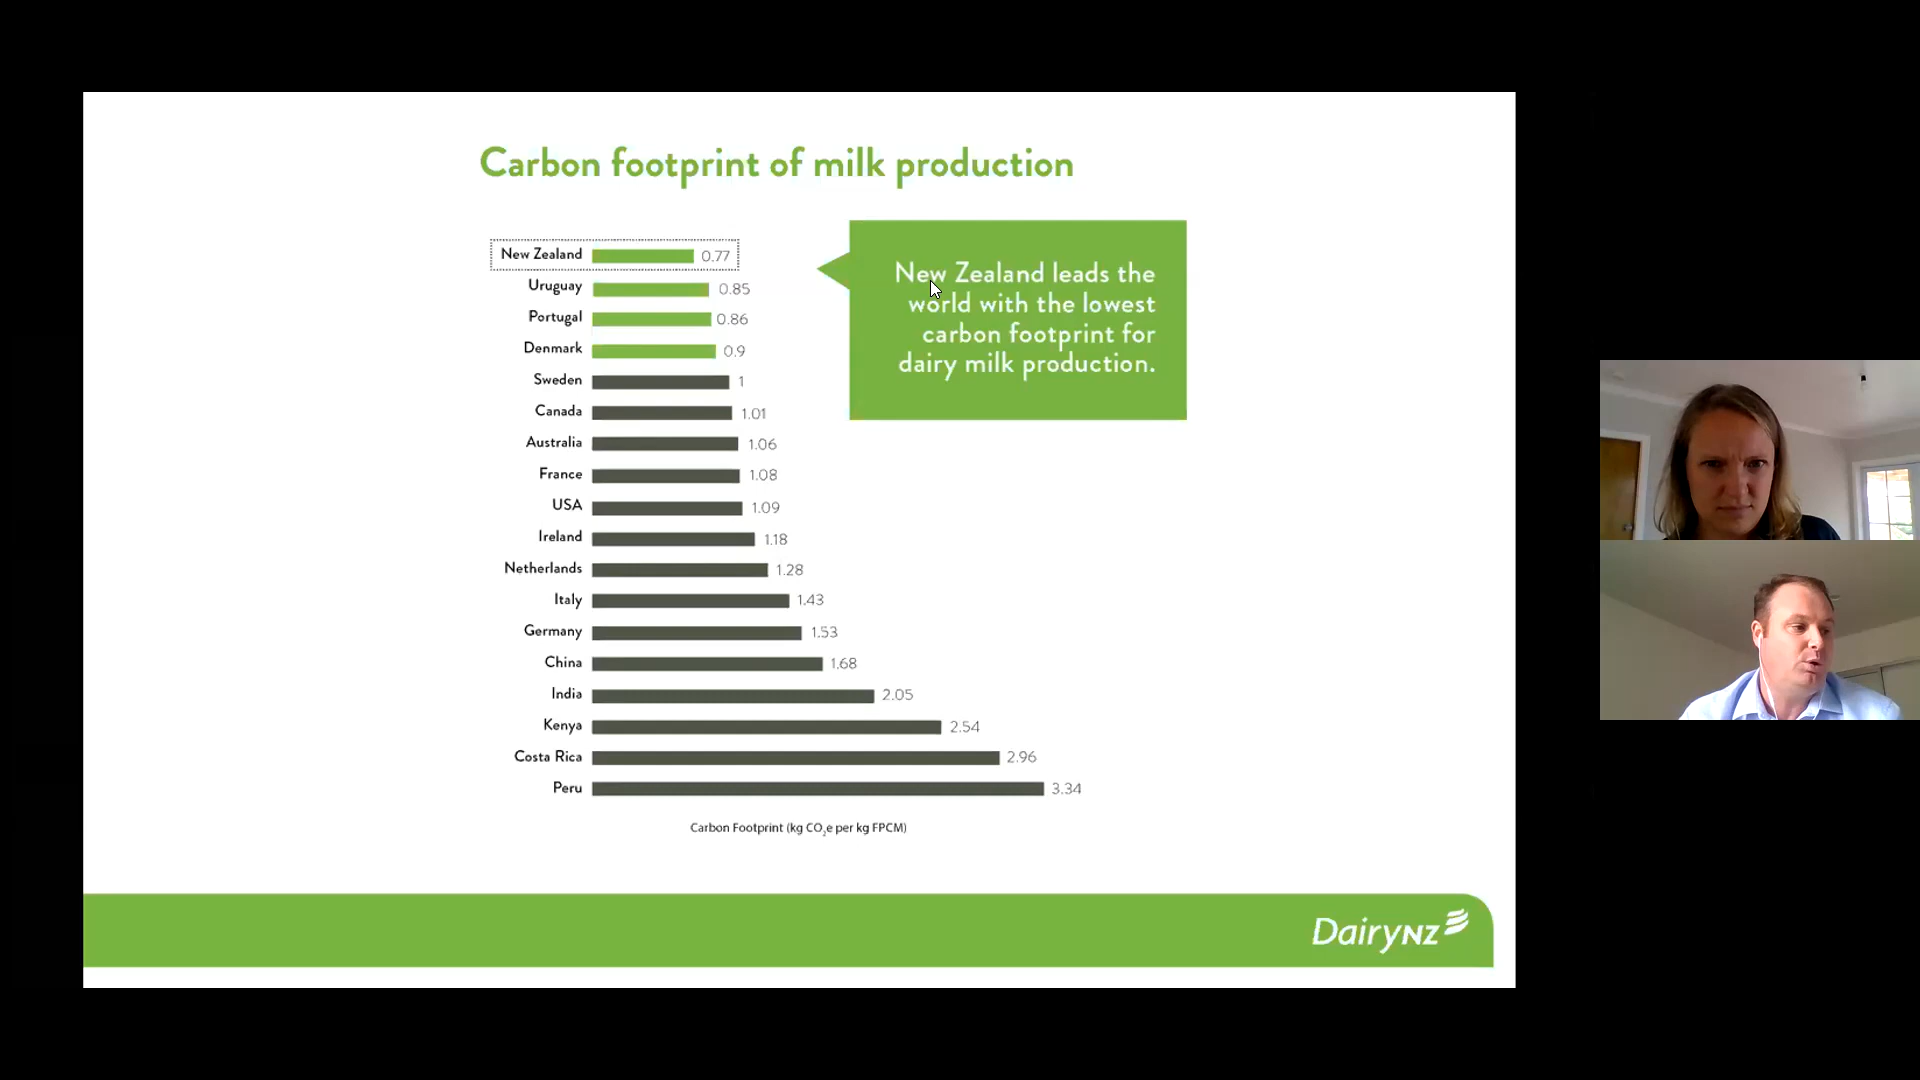 Carbon footprint of milk production
New Zealand 0.77
Uruguay 0.85
Portugal 0.86
Denmark 0.9
Sweden 1
Canada 1.01
Australia 1.06
France 1.08
USA 1.09
Ireland 1.18
Netherlands 1.28
Italy 1.43
Germany 1.53
China 1.68
India 2.05
Kenya 2.54
Costa Rica 2.96
Peru 3.34
Carbon Footprint (kg CO₂e per kg FPCM)
New Zealand leads the
world with the lowest
carbon footprint for
dairy milk production.
DairyNZ